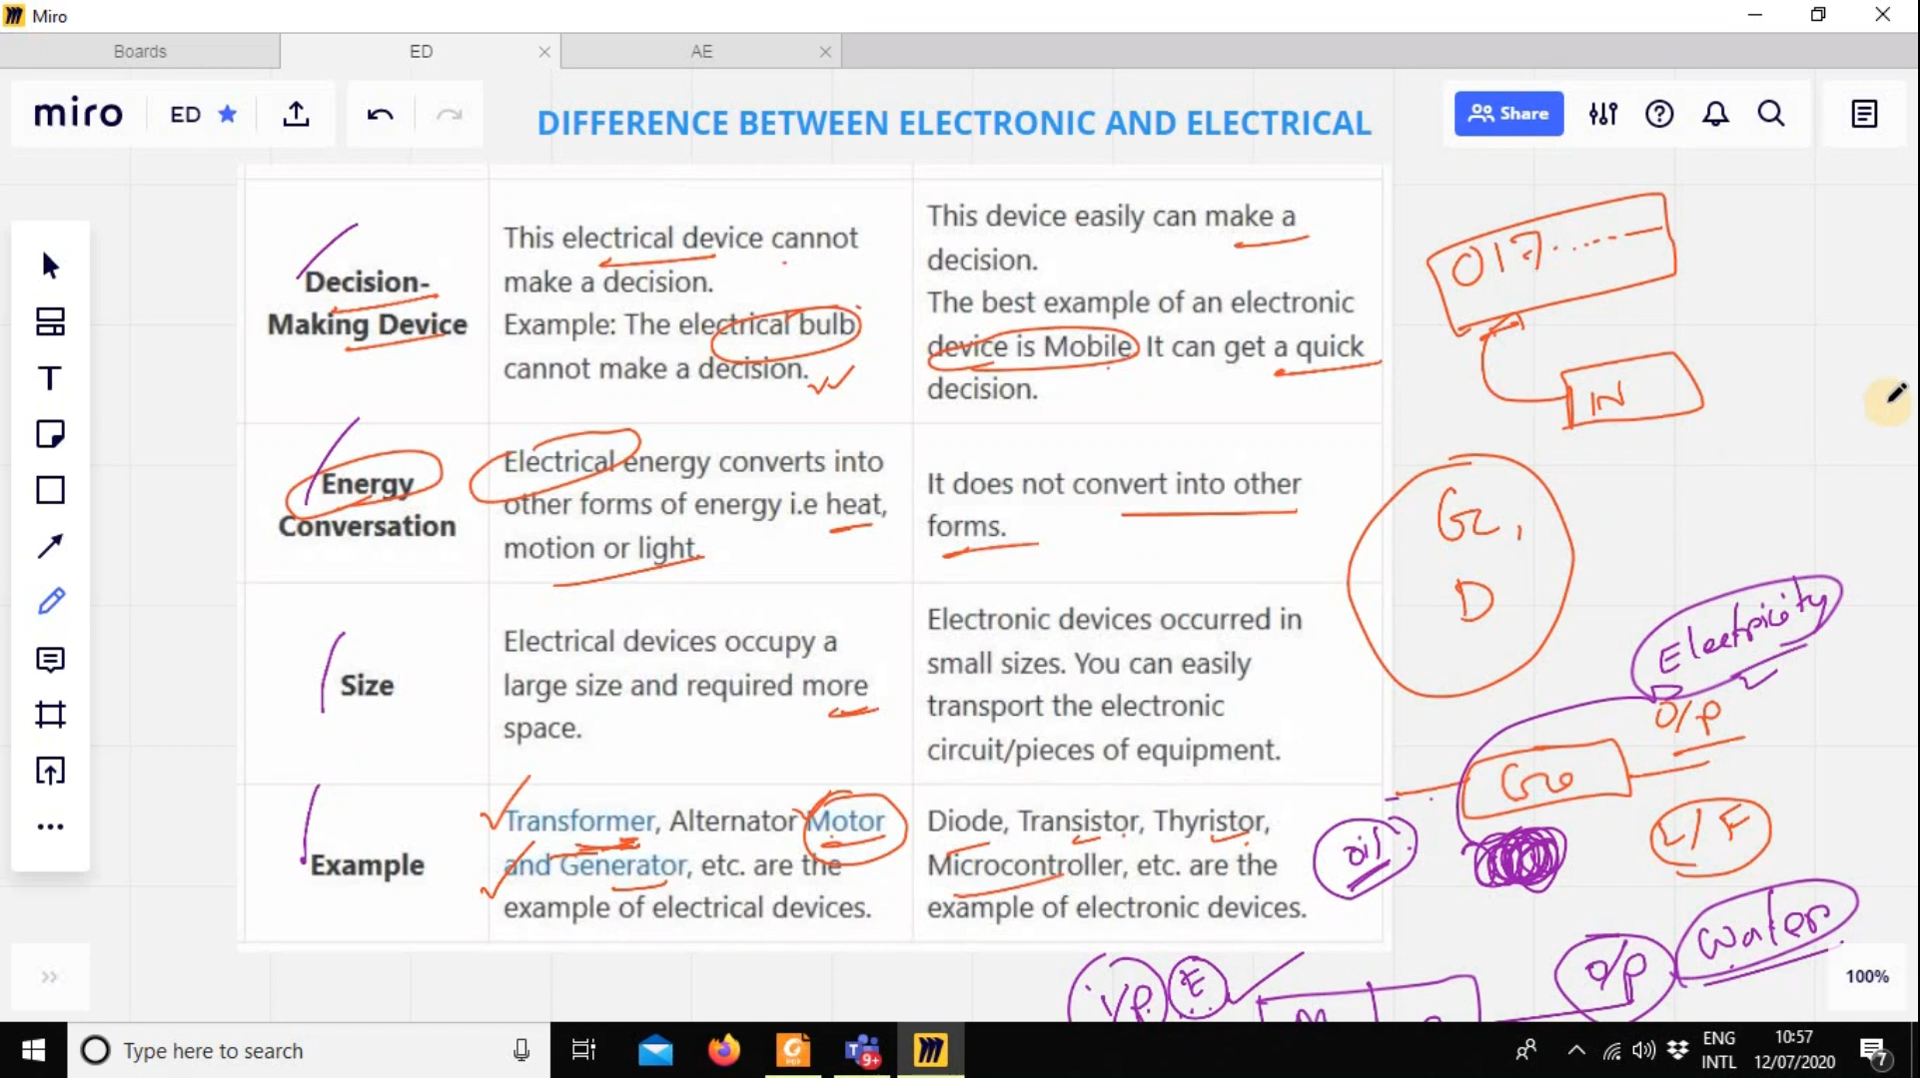 Miro
Boards
ED
AE
miro
ED
DIFFERENCE BETWEEN ELECTRONIC AND ELECTRICAL
Share
Decision-
Making Device
This electrical device cannot
make a decision.
Example: The electrical bulb
cannot make a decision.
This device easily can make a
decision.
The best example of an electronic
device is Mobile. It can get a quick
decision.
017
IN
Energy
Conversation
Electrical energy converts into
other forms of energy i.e heat,
motion or light.
It does not convert into other
forms.
D
Size
Electrical devices occupy a
large size and required more
space.
Electronic devices occurred in
small sizes. You can easily
transport the electronic
circuit/pieces of equipment.
Electricity
O/P
Example
Transformer, Alternator Motor
and Generator, etc. are the
example of electrical devices.
Diode, Transistor, Thyristor,
Microcontroller, etc. are the
example of electronic devices.
oil
L/F
Water
O/P
I/P
E
T
100%
Type here to search
PDF
9+
ENG
INTL
10:57
12/07/2020
7